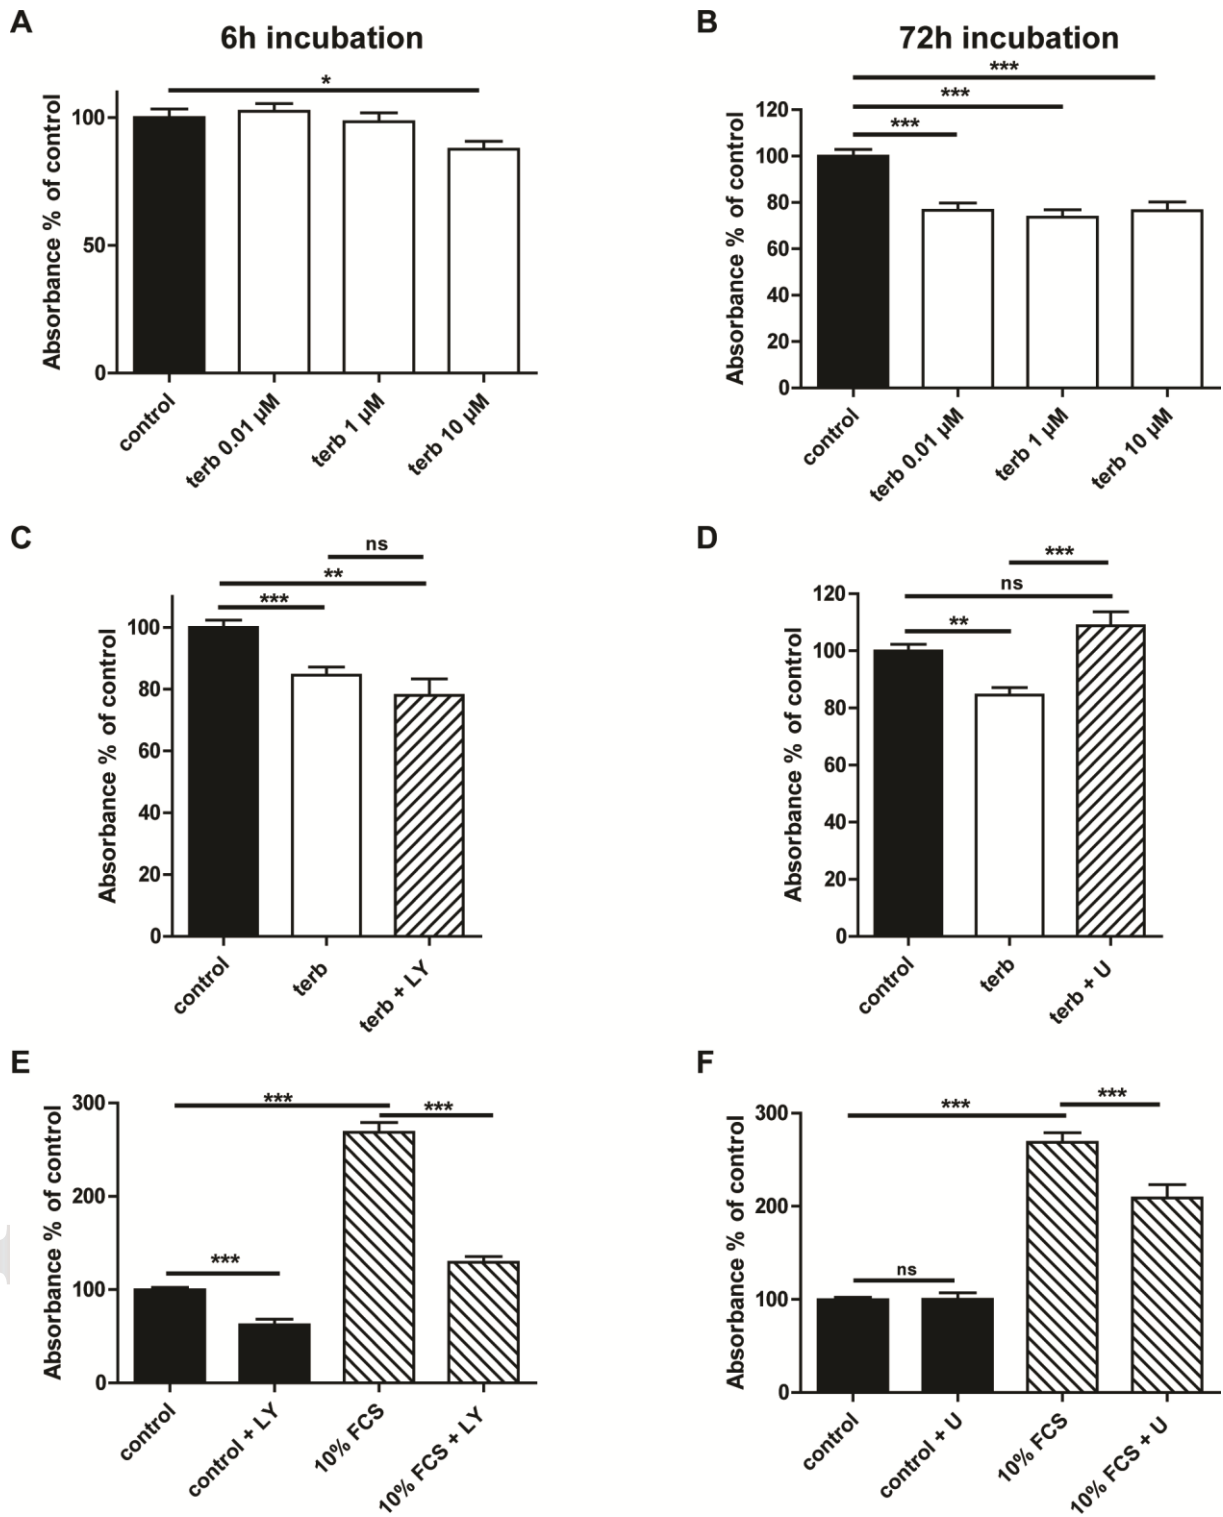 A
6h incubation
*
Absorbance % of control
100
50
0
control
terb 0.01 µM
terb 1 µM
terb 10 µM
B
72h incubation
***
***
***
Absorbance % of control
120
100
80
60
40
20
0
control
terb 0.01 µM
terb 1 µM
terb 10 µM
C
ns
**
***
Absorbance % of control
100
80
60
40
20
0
control
terb
terb + LY
D
***
ns
**
Absorbance % of control
120
100
80
60
40
20
0
control
terb
terb + U
E
***
***
***
Absorbance % of control
300
200
100
0
control
control + LY
10% FCS
10% FCS + LY
F
***
***
ns
Absorbance % of control
300
200
100
0
control
control + U
10% FCS
10% FCS + U